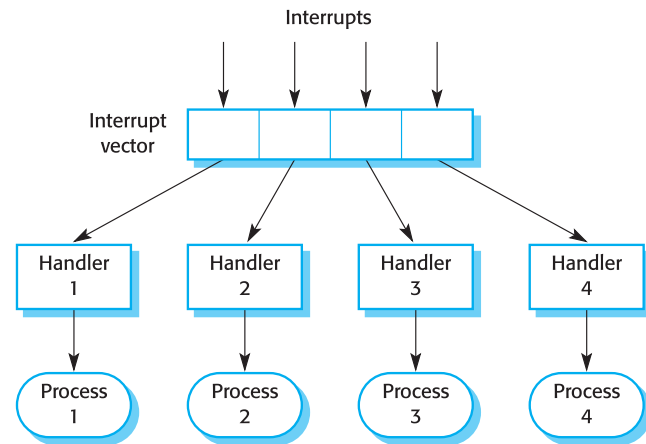 Interrupts
Interrupt
vector
Handler
1
Handler
2
Handler
3
Handler
4
Process
1
Process
2
Process
3
Process
4